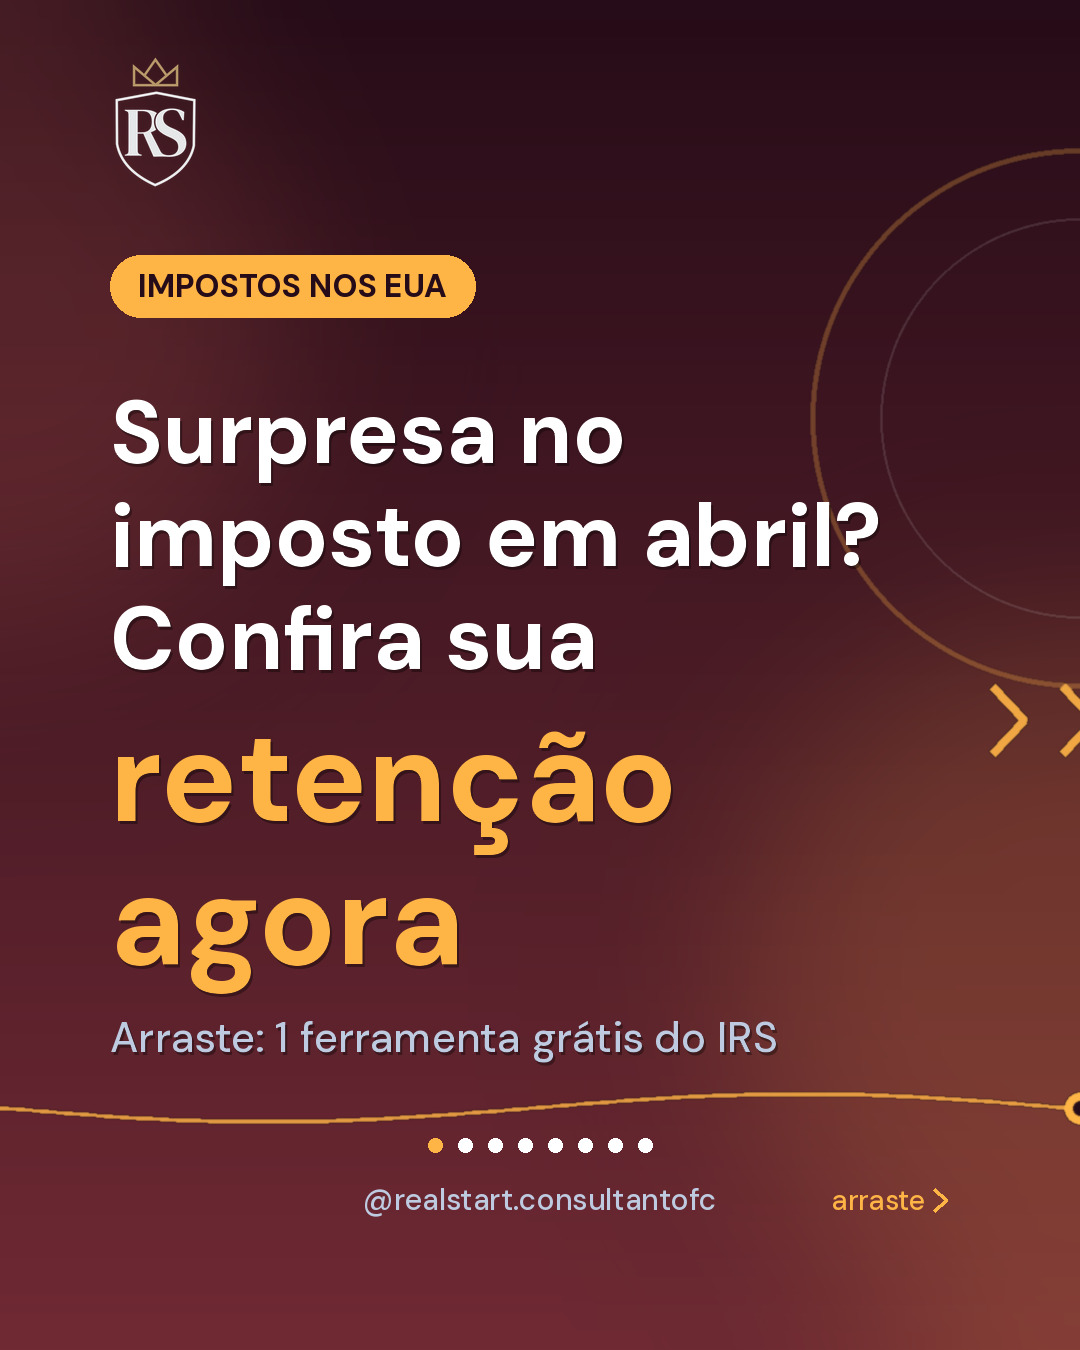 RS
IMPOSTOS NOS EUA
Surpresa no
imposto em abril?
Confira sua
retenção
agora
Arraste: 1 ferramenta grátis do IRS
@realstart.consultantofc
arraste